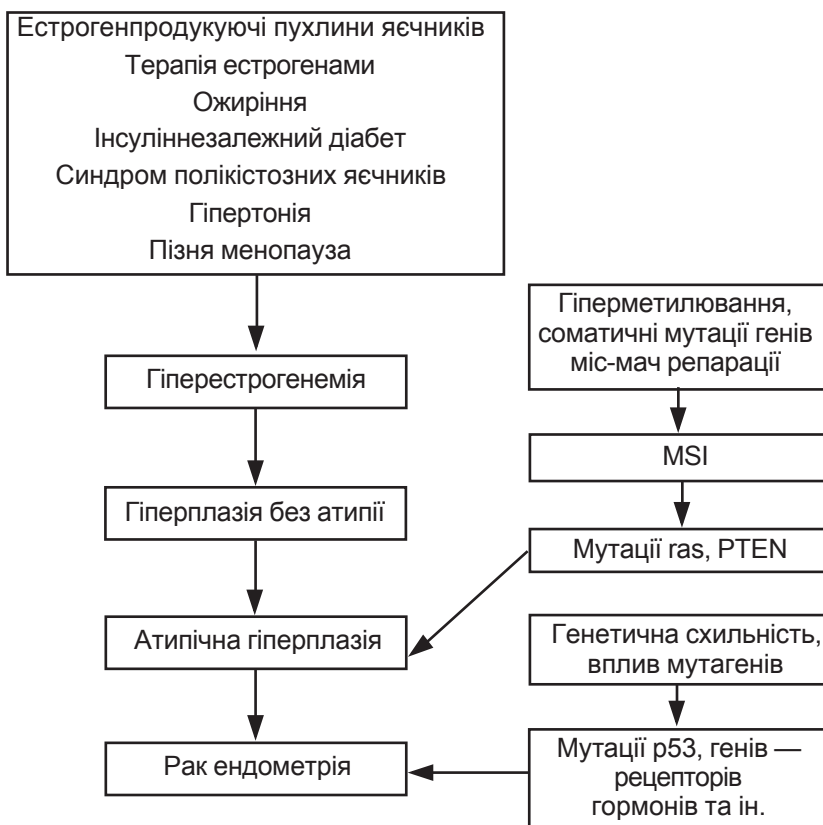 Естрогенпродукуючі пухлини яєчників
Терапія естрогенами
Ожиріння
Інсуліннезалежний діабет
Синдром полікістозних яєчників
Гіпертонія
Пізня менопауза
Гіперестрогенемія
Гіперплазія без атипії
Атипічна гіперплазія
Рак ендометрія
Гіперметилювання,
соматичні мутації генів
міс-мач репарації
MSI
Мутації ras, PTEN
Генетична схильність,
вплив мутагенів
Мутації p53, генів —
рецепторів
гормонів та ін.